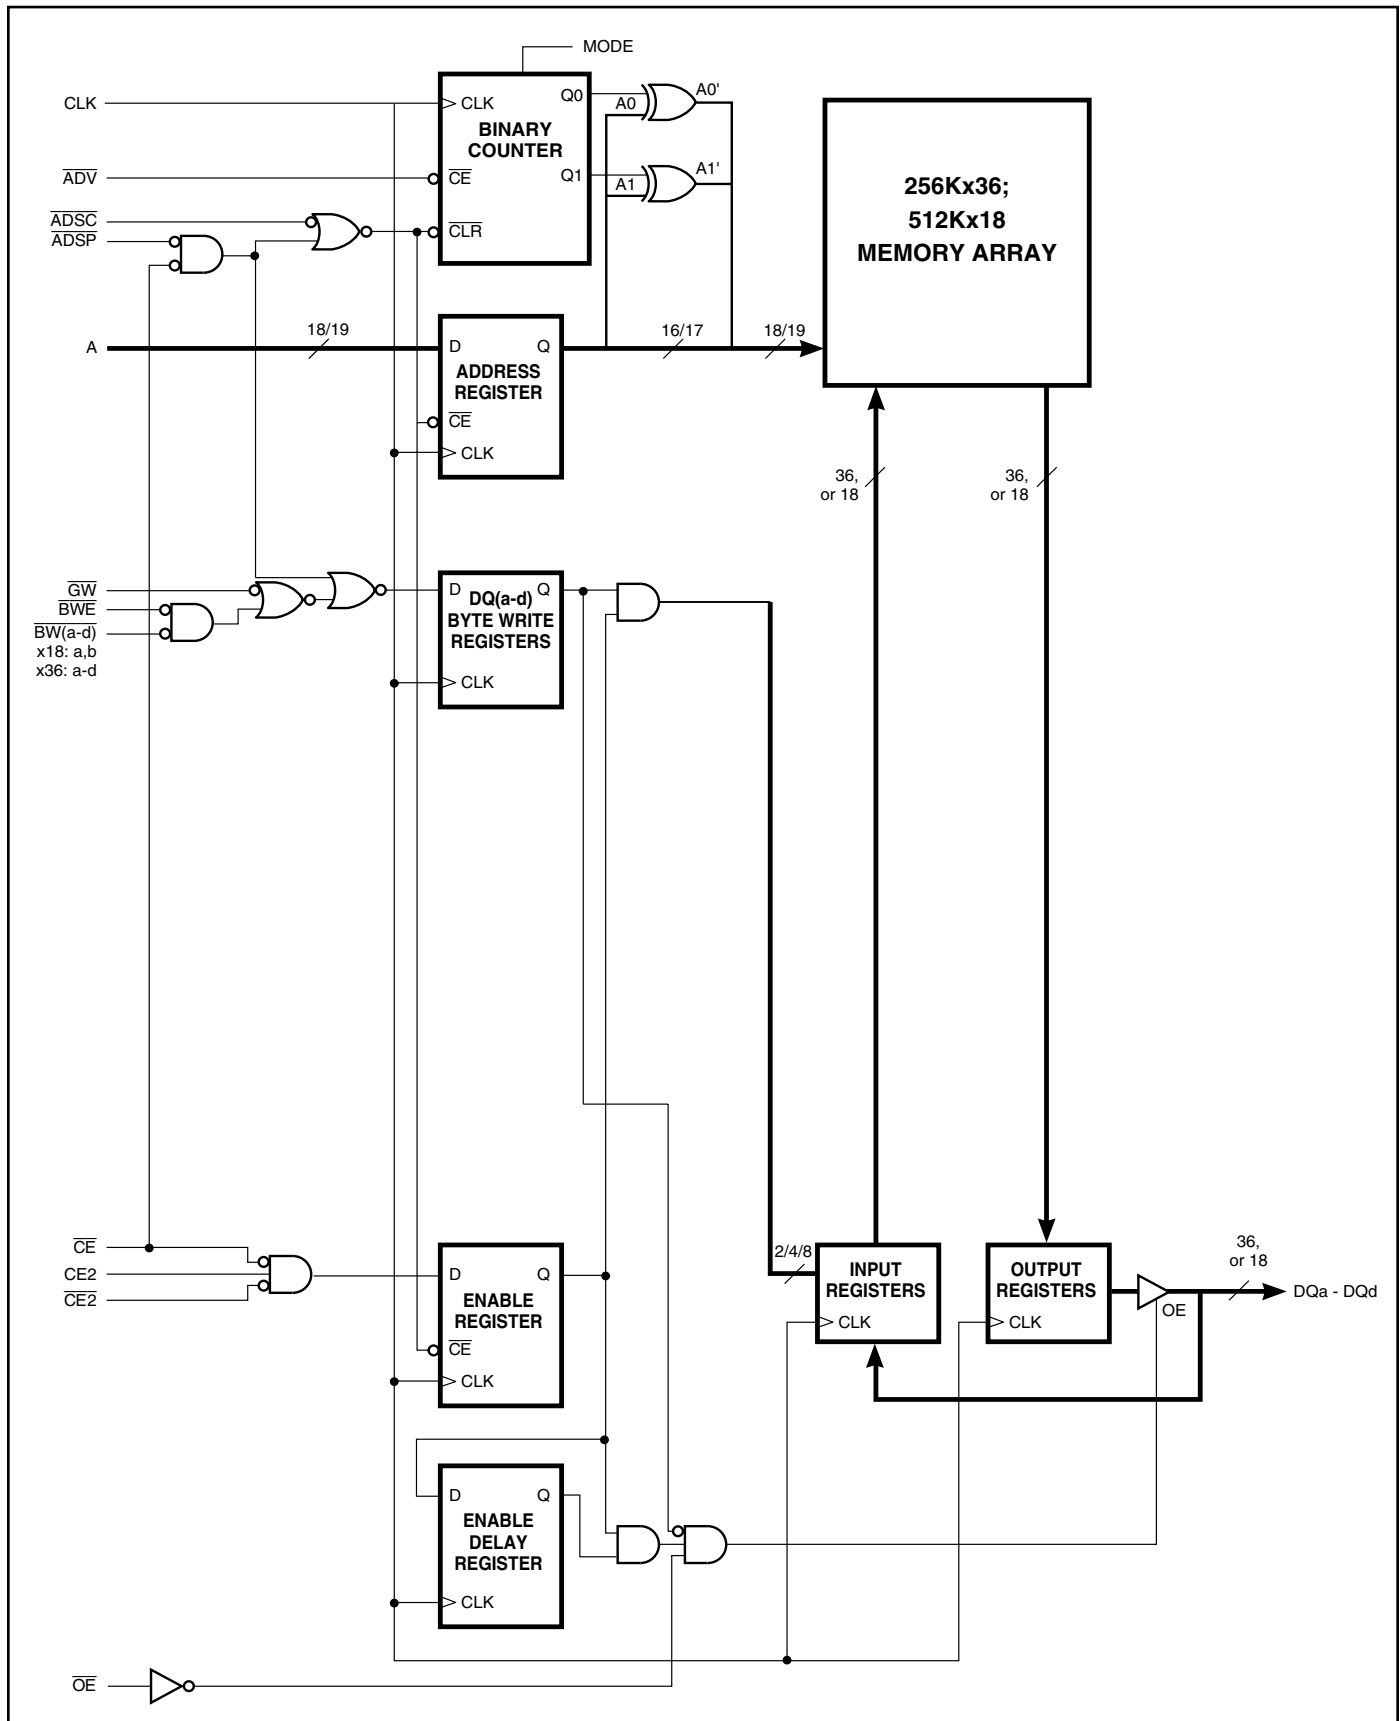 MODE
CLK
CLK
Q0
A0
A0'
BINARY
COUNTER
ADV
CE
Q1
A1
A1'
ADSC
ADSP
CLR
256Kx36;
512Kx18
MEMORY ARRAY
A
18/19
D
Q
16/17
18/19
ADDRESS
REGISTER
CE
CLK
36,
or 18
36,
or 18
GW
BWE
BW(a-d)
x18: a,b
x36: a-d
D
Q
DQ(a-d)
BYTE WRITE
REGISTERS
CLK
CE
CE2
CE2
D
Q
ENABLE
REGISTER
CE
CLK
2/4/8
INPUT
REGISTERS
CLK
OUTPUT
REGISTERS
CLK
OE
36,
or 18
DQa - DQd
D
Q
ENABLE
DELAY
REGISTER
CLK
OE